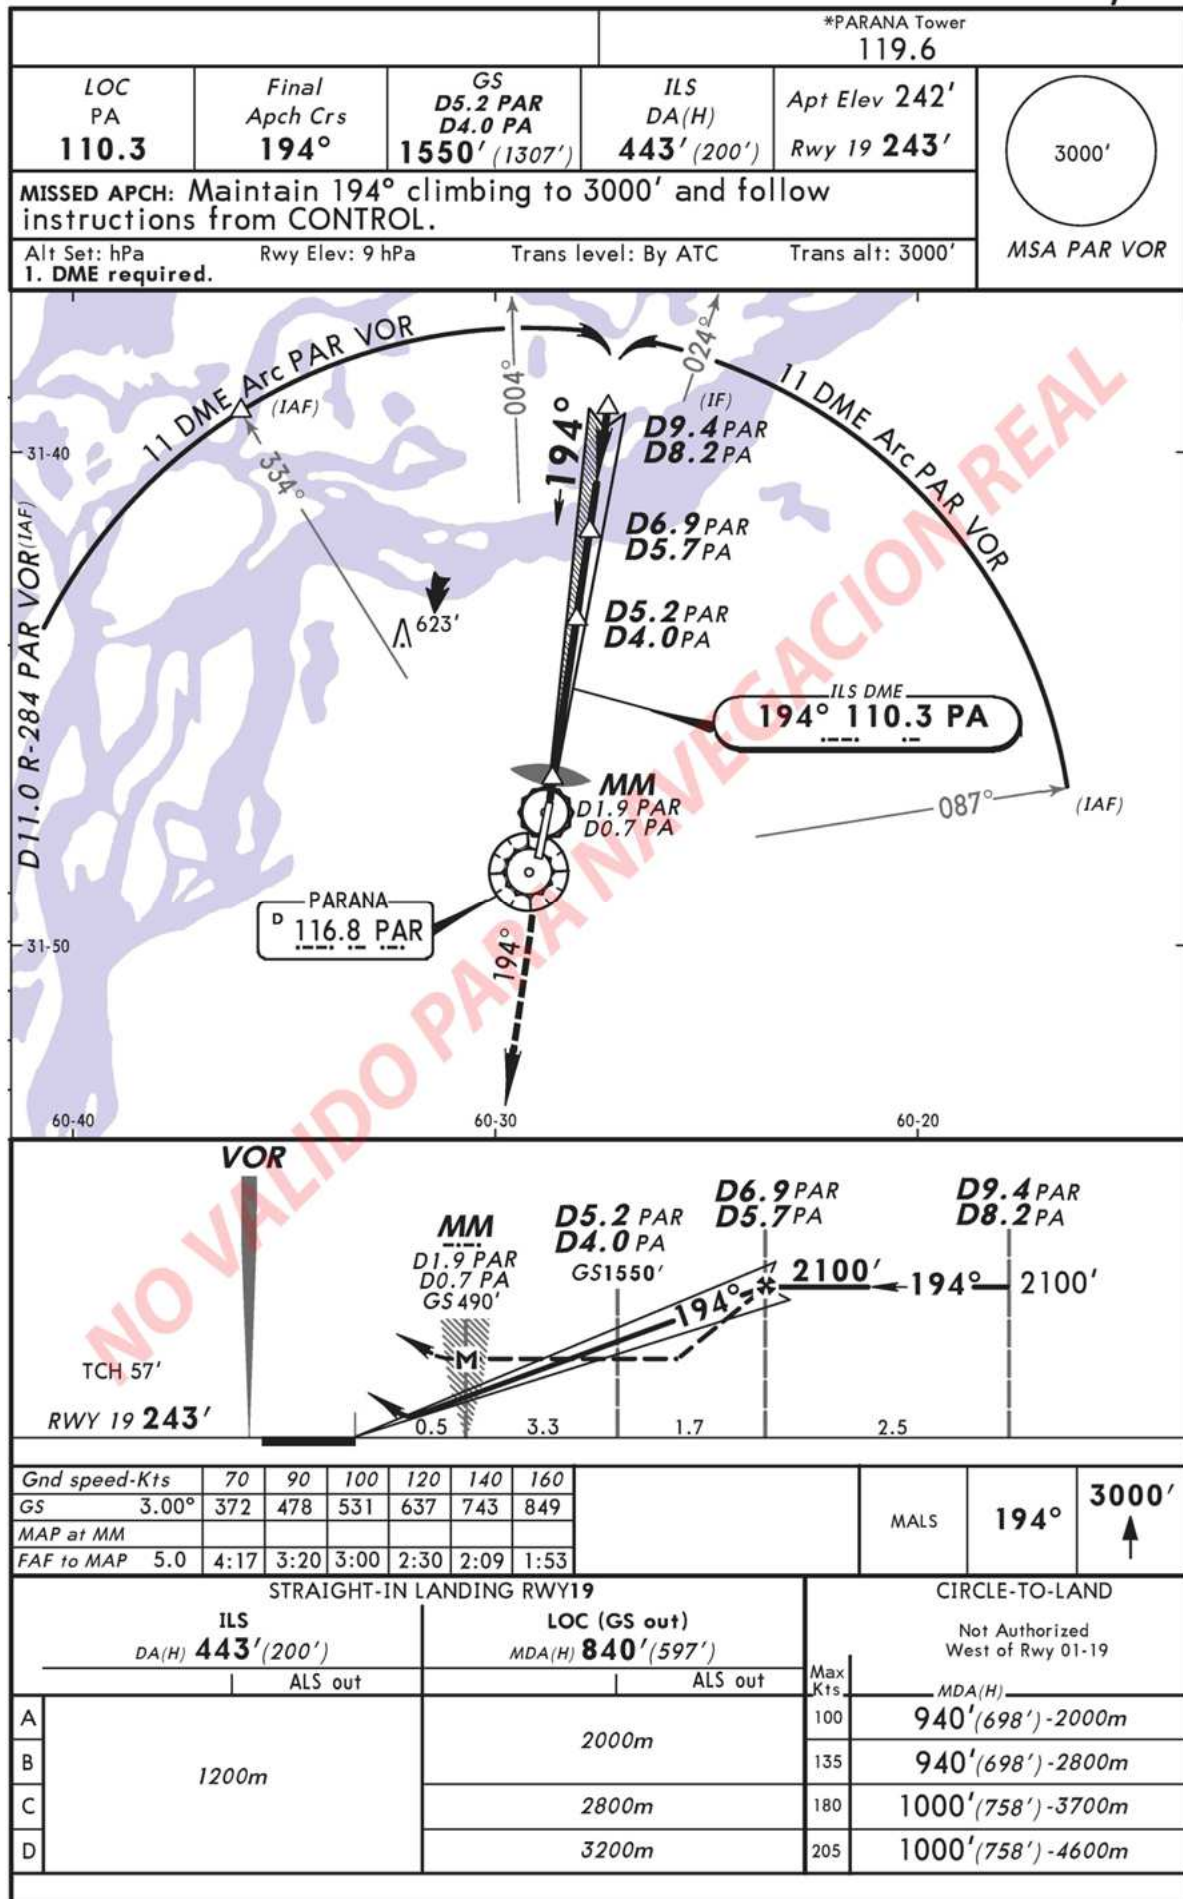 *PARANA Tower
119.6
LOC
PA
110.3
Final
Apch Crs
194°
GS
D5.2 PAR
D4.0 PA
1550' (1307')
ILS
DA(H)
443' (200')
Apt Elev 242'
Rwy 19 243'
3000'
MSA PAR VOR
MISSED APCH: Maintain 194° climbing to 3000' and follow
instructions from CONTROL.
Alt Set: hPa Rwy Elev: 9 hPa Trans level: By ATC Trans alt: 3000'
1. DME required.
11 DME Arc PAR VOR
(IAF)
334°
004°
024°
11 DME Arc PAR VOR
194°
(IF)
D9.4 PAR
D8.2 PA
31-40
D6.9 PAR
D5.7 PA
D11.0 R-284 PAR VOR (IAF)
623'
D5.2 PAR
D4.0 PA
ILS DME
194° 110.3 PA
MM
D1.9 PAR
D0.7 PA
087°
(IAF)
PARANA
D 116.8 PAR
31-50
194°
60-40
60-30
60-20
NO VALIDO PARA NAVEGACION REAL
VOR
MM
D1.9 PAR
D0.7 PA
GS 490'
D5.2 PAR
D4.0 PA
GS1550'
D6.9 PAR
D5.7 PA
D9.4 PAR
D8.2 PA
2100'
194°
2100'
194°
M
TCH 57'
RWY 19 243'
0.5 3.3 1.7 2.5
Gnd speed-Kts 70 90 100 120 140 160
GS 3.00° 372 478 531 637 743 849
MAP at MM
FAF to MAP 5.0 4:17 3:20 3:00 2:30 2:09 1:53
MALS
194°
3000'
STRAIGHT-IN LANDING RWY19
CIRCLE-TO-LAND
ILS
DA(H) 443' (200')
ALS out
LOC (GS out)
MDA(H) 840' (597')
ALS out
Not Authorized
West of Rwy 01-19
Max
Kts
MDA(H)
A
B
C
D
1200m
2000m
2800m
3200m
100 940' (698') -2000m
135 940' (698') -2800m
180 1000' (758') -3700m
205 1000' (758') -4600m